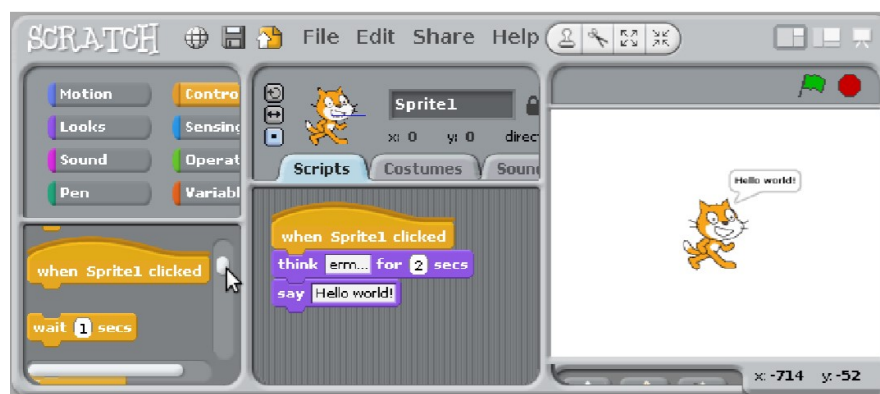 SCRATCH File Edit Share Help
Motion Contro
Looks Sensing
Sound Operat
Pen Variabl
when Sprite1 clicked
wait 1 secs
Sprite1
x: 0 y: 0 direc
Scripts Costumes Soun
when Sprite1 clicked
think erm... for 2 secs
say Hello world!
Hello world!
x: -714 y: -52